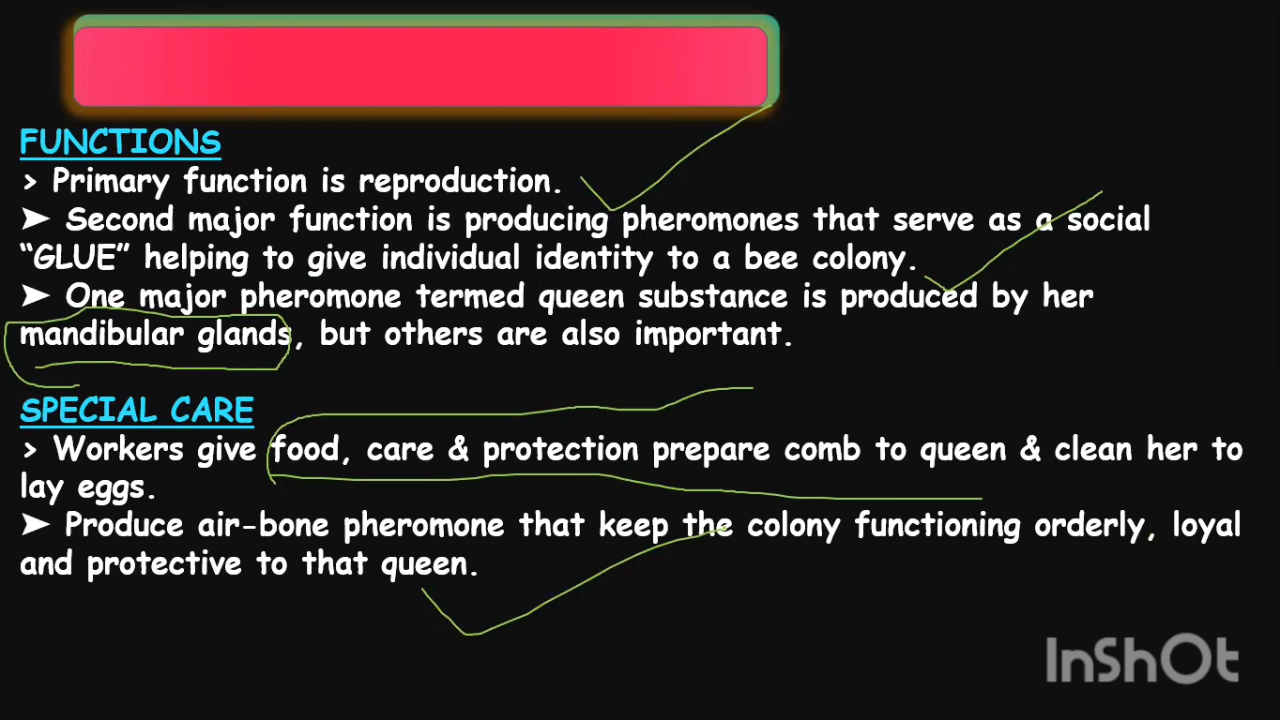 FUNCTIONS
> Primary function is reproduction.
➤ Second major function is producing pheromones that serve as a social
“GLUE” helping to give individual identity to a bee colony.
➤ One major pheromone termed queen substance is produced by her
mandibular glands, but others are also important.
SPECIAL CARE
> Workers give food, care & protection prepare comb to queen & clean her to
lay eggs.
➤ Produce air-bone pheromone that keep the colony functioning orderly, loyal
and protective to that queen.
InShOt